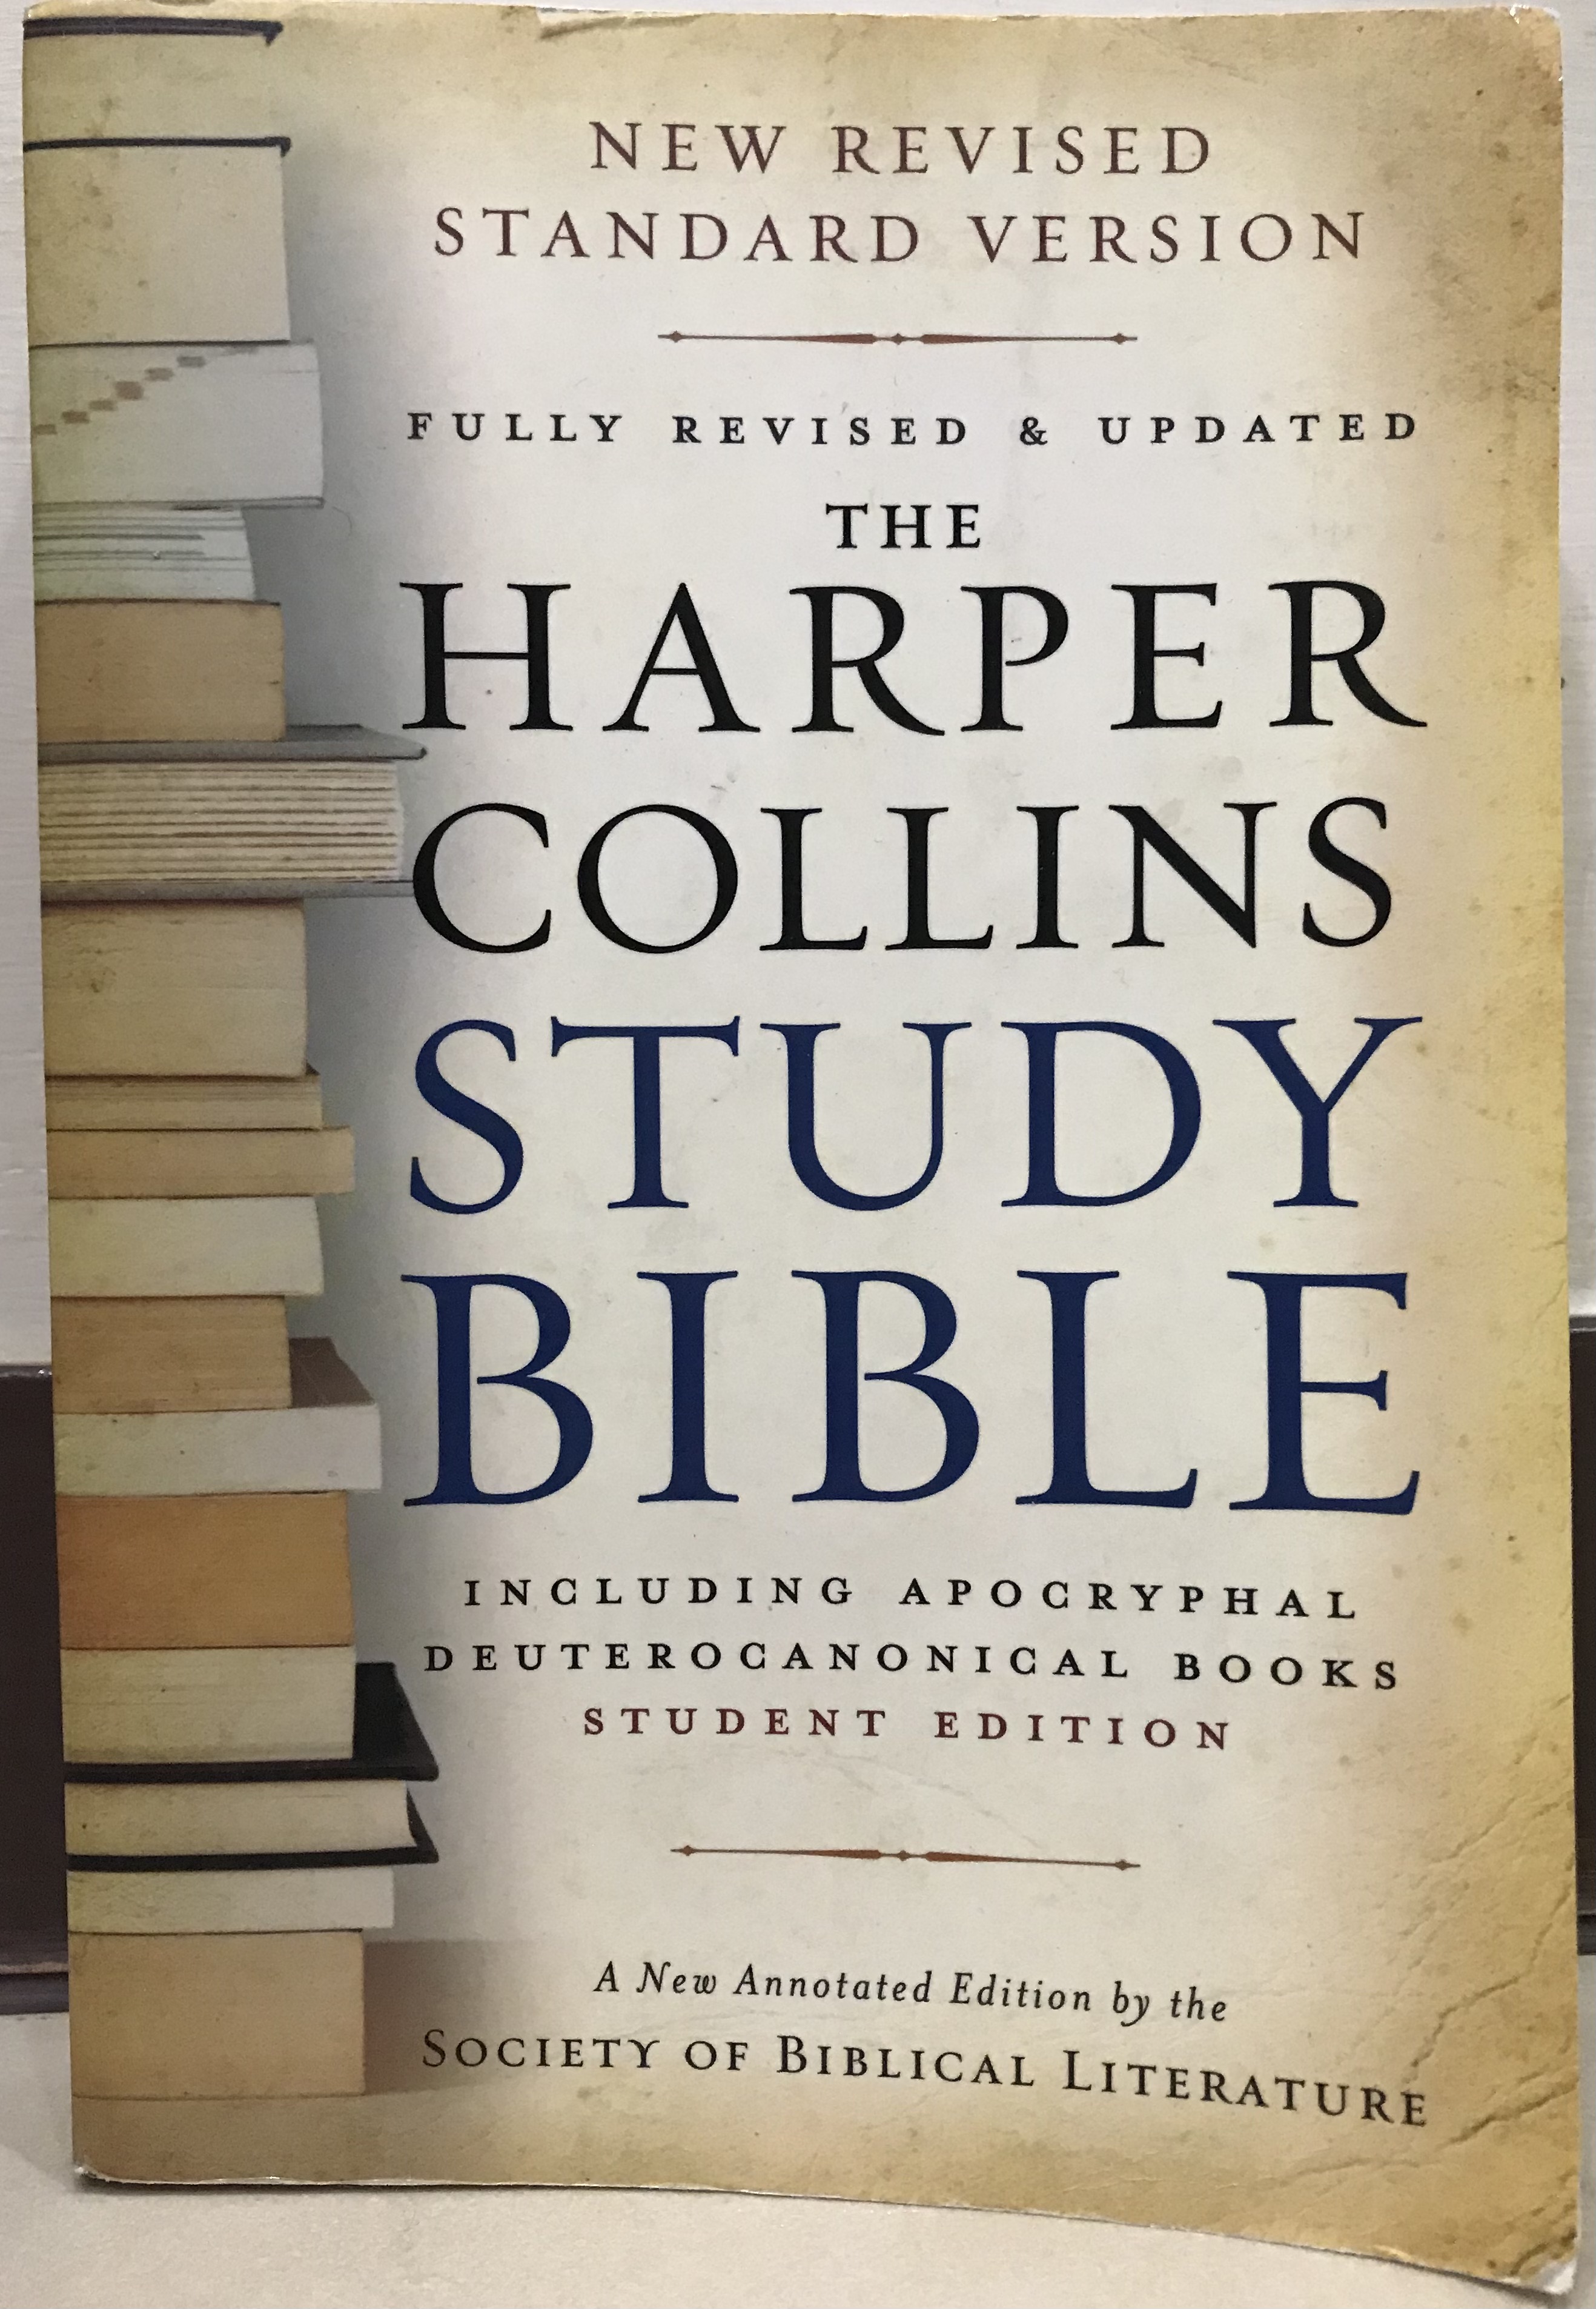 NEW REVISED
STANDARD VERSION
FULLY REVISED & UPDATED
THE
HARPER
COLLINS
STUDY
BIBLE
INCLUDING APOCRYPHAL
DEUTEROCANONICAL BOOKS
STUDENT EDITION
A New Annotated Edition by the
SOCIETY OF BIBLICAL LITERATURE